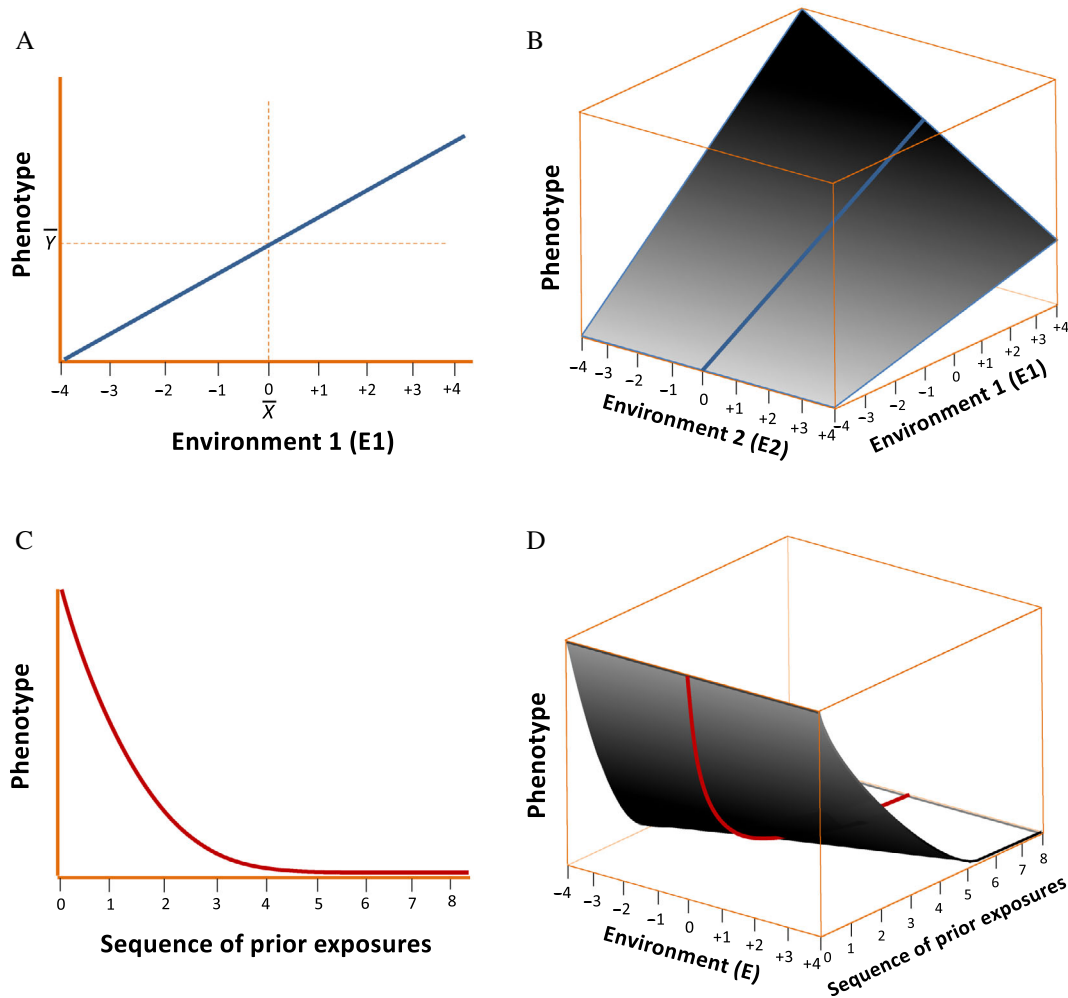 A
Phenotype
Y
−4 −3 −2 −1 0 +1 +2 +3 +4
X
Environment 1 (E1)
B
Phenotype
−4 −3 −2 −1 0 +1 +2 +3 +4
Environment 2 (E2)
−4 −3 −2 −1 0 +1 +2 +3 +4
Environment 1 (E1)
C
Phenotype
0 1 2 3 4 5 6 7 8
Sequence of prior exposures
D
Phenotype
−4 −3 −2 −1 0 +1 +2 +3 +4
Environment (E)
0 1 2 3 4 5 6 7 8
Sequence of prior exposures